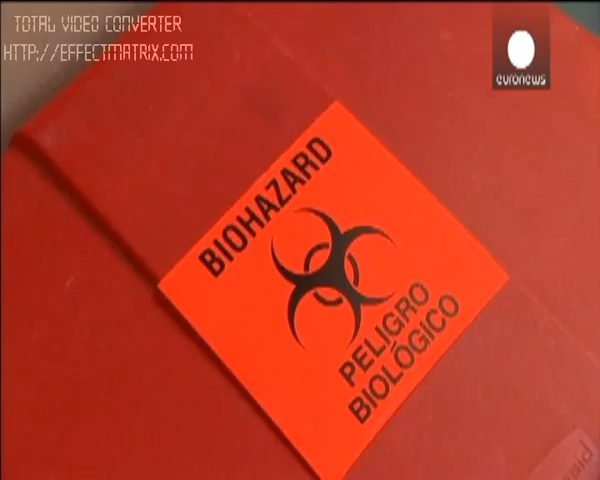 TOTAL VIDEO CONVERTER
HTTP://EFFECTMATRIX.COM
euronews
BIOHAZARD
PELIGRO
BIOLÓGICO